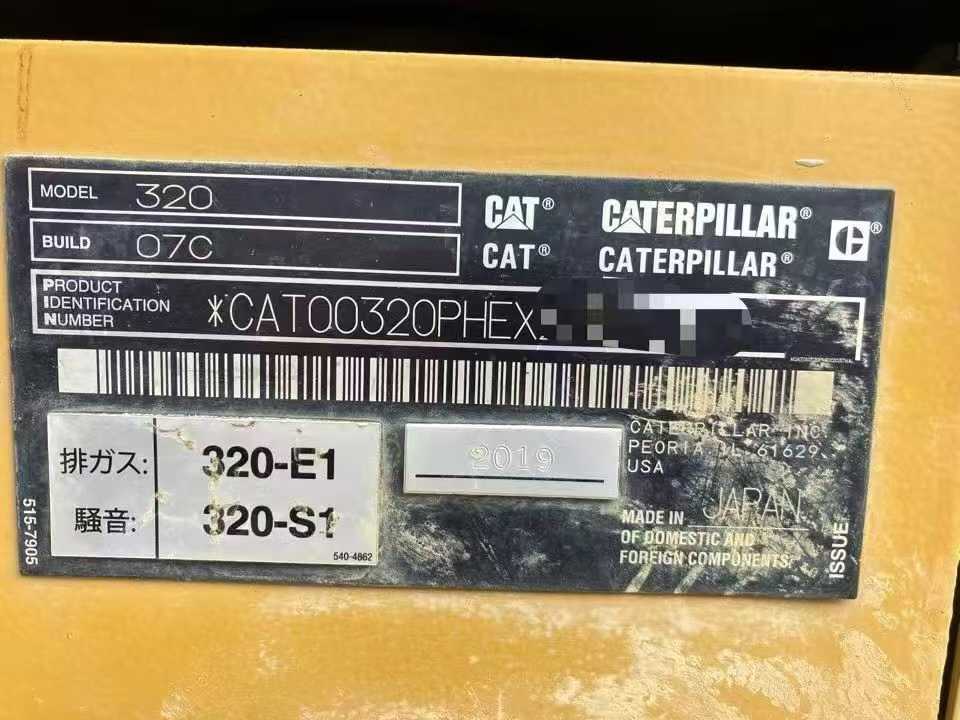 MODEL 320
BUILD 07C
PRODUCT
IDENTIFICATION
NUMBER
*CAT00320PHEX
CAT® CATERPILLAR®
CAT® CATERPILLAR®
C®
排ガス: 320-E1
騒音: 320-S1
540-4862
515-7905
2019
CATERPILLAR INC.
PEORIA IL 61629
USA
MADE IN JAPAN
OF DOMESTIC AND
FOREIGN COMPONENTS.
ISSUE